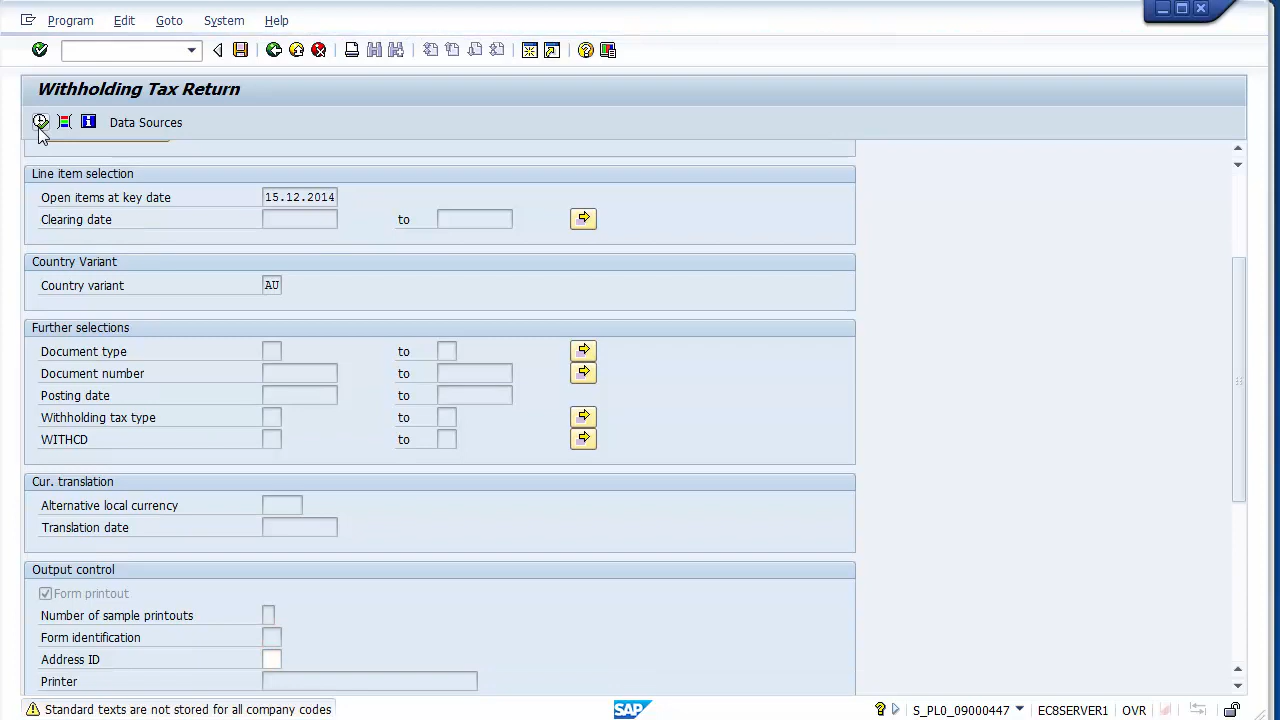 Program Edit Goto System Help
Withholding Tax Return
Data Sources
Line item selection
Open items at key date 15.12.2014
Clearing date to
Country Variant
Country variant AU
Further selections
Document type to
Document number to
Posting date to
Withholding tax type to
WITHCD to
Cur. translation
Alternative local currency
Translation date
Output control
Form printout
Number of sample printouts
Form identification
Address ID
Printer
Standard texts are not stored for all company codes SAP S_PL0_09000447 ECSERVER1 OVR